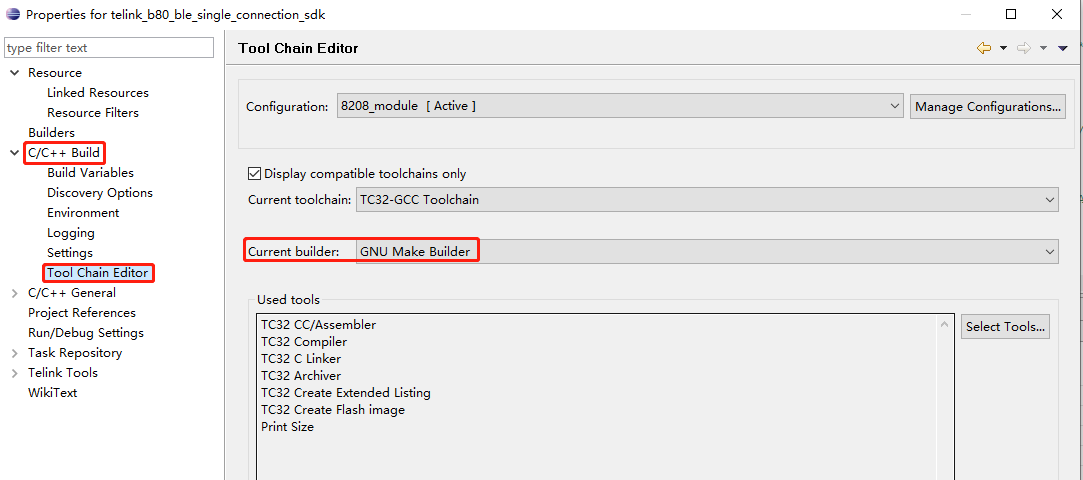 Properties for telink_b80_ble_single_connection_sdk
type filter text
Resource
Linked Resources
Resource Filters
Builders
C/C++ Build
Build Variables
Discovery Options
Environment
Logging
Settings
Tool Chain Editor
C/C++ General
Project References
Run/Debug Settings
Task Repository
Telink Tools
WikiText
Tool Chain Editor
Configuration: 8208_module [ Active ] Manage Configurations...
Display compatible toolchains only
Current toolchain: TC32-GCC Toolchain
Current builder: GNU Make Builder
Used tools
TC32 CC/Assembler
TC32 Compiler
TC32 C Linker
TC32 Archiver
TC32 Create Extended Listing
TC32 Create Flash image
Print Size
Select Tools...